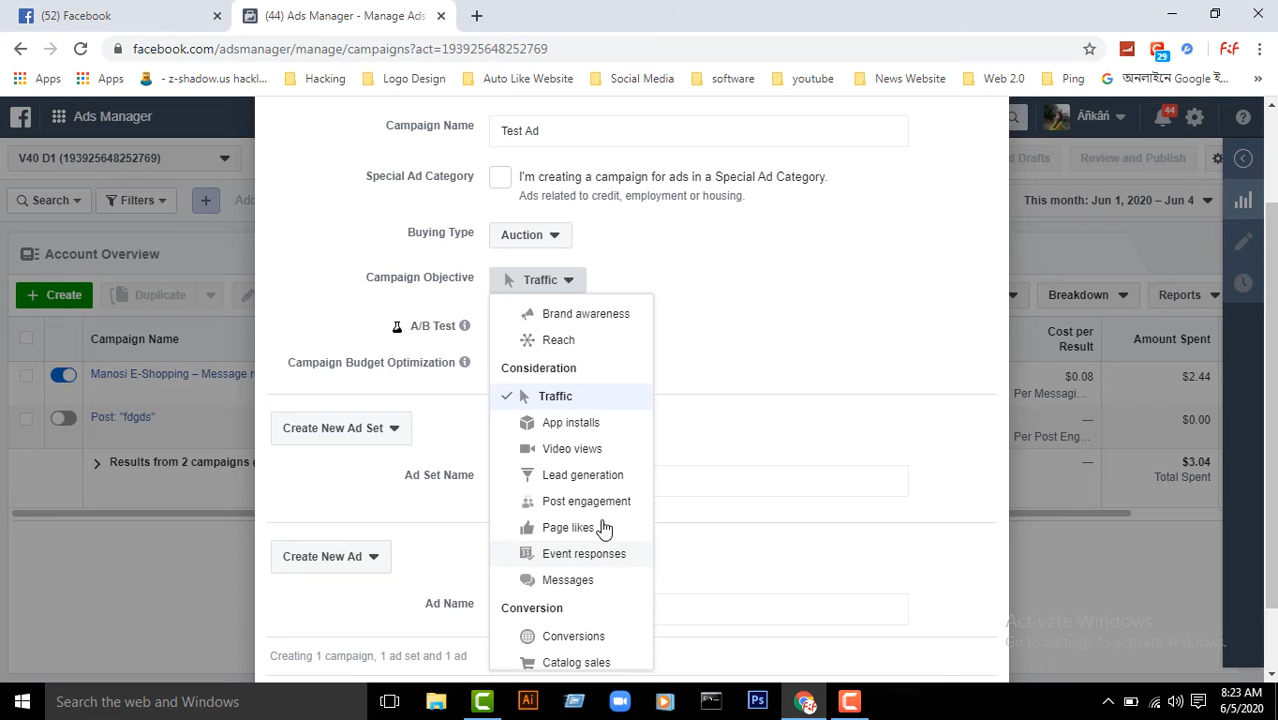 (52) Facebook
(44) Ads Manager - Manage Ads
facebook.com/adsmanager/manage/campaigns?act=193925648252769
29
Apps
Apps
- z-shadow.us hackl...
Hacking
Logo Design
Auto Like Website
Social Media
software
youtube
News Website
Web 2.0
Ping
অনলাইনে Google ই...
Ads Manager
44
V40 D1 (193925648252769)
Drafts
Review and Publish
Search
Filters
This month: Jun 1, 2020 – Jun 4
Account Overview
Create
Duplicate
Breakdown
Reports
Campaign Name
Cost per Result
Amount Spent
Manosi E-Shopping – Message r
$0.08
Per Messagi...
$2.44
Post: "fdgds"
—
Per Post Eng...
$0.00
Results from 2 campaigns
—
$3.04
Total Spent
Campaign Name
Test Ad
Special Ad Category
I'm creating a campaign for ads in a Special Ad Category.
Ads related to credit, employment or housing.
Buying Type
Auction
Campaign Objective
Traffic
A/B Test
Campaign Budget Optimization
Brand awareness
Reach
Consideration
Traffic
App installs
Video views
Lead generation
Post engagement
Page likes
Event responses
Messages
Conversion
Conversions
Catalog sales
Create New Ad Set
Ad Set Name
Create New Ad
Ad Name
Creating 1 campaign, 1 ad set and 1 ad
Activate Windows
Go to Settings to activate Windows.
Search the web and Windows
8:23 AM
6/5/2020